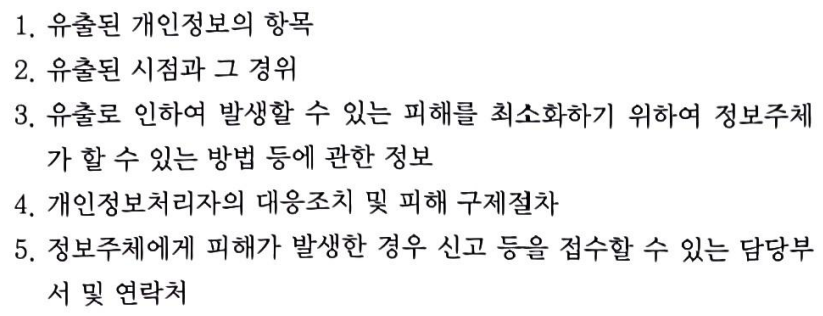 1. 유출된 개인정보의 항목
2. 유출된 시점과 그 경위
3. 유출로 인하여 발생할 수 있는 피해를 최소화하기 위하여 정보주체
가 할 수 있는 방법 등에 관한 정보
4. 개인정보처리자의 대응조치 및 피해 구제절차
5. 정보주체에게 피해가 발생한 경우 신고 등을 접수할 수 있는 담당부
서 및 연락처